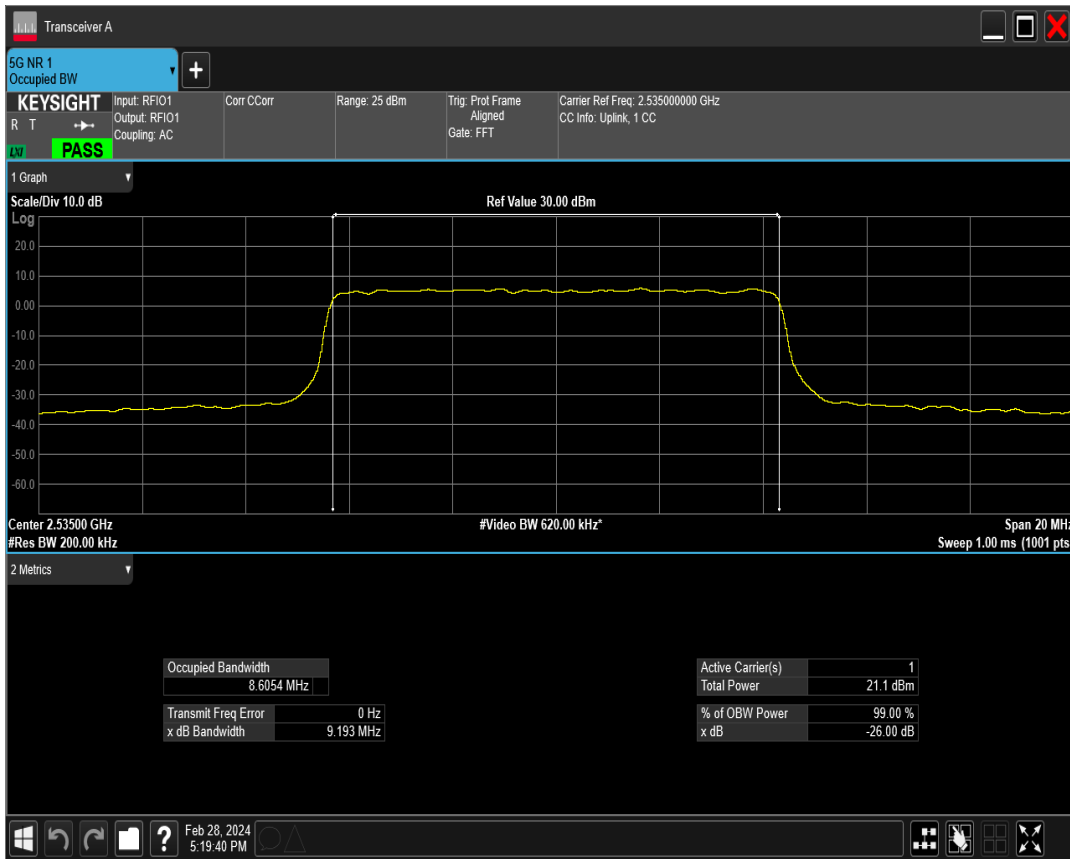 Transceiver A
5G NR 1
Occupied BW
KEYSIGHT
R T
LXI
PASS
Input: RFIO1
Output: RFIO1
Coupling: AC
Corr CCorr
Range: 25 dBm
Trig: Prot Frame
Aligned
Gate: FFT
Carrier Ref Freq: 2.535000000 GHz
CC Info: Uplink, 1 CC
1 Graph
Scale/Div 10.0 dB
Ref Value 30.00 dBm
Log
20.0
10.0
0.00
-10.0
-20.0
-30.0
-40.0
-50.0
-60.0
Center 2.53500 GHz
#Video BW 620.00 kHz*
Span 20 MHz
#Res BW 200.00 kHz
Sweep 1.00 ms (1001 pts
2 Metrics
Occupied Bandwidth
8.6054 MHz
Transmit Freq Error 0 Hz
x dB Bandwidth 9.193 MHz
Active Carrier(s) 1
Total Power 21.1 dBm
% of OBW Power 99.00 %
x dB -26.00 dB
?
Feb 28, 2024
5:19:40 PM